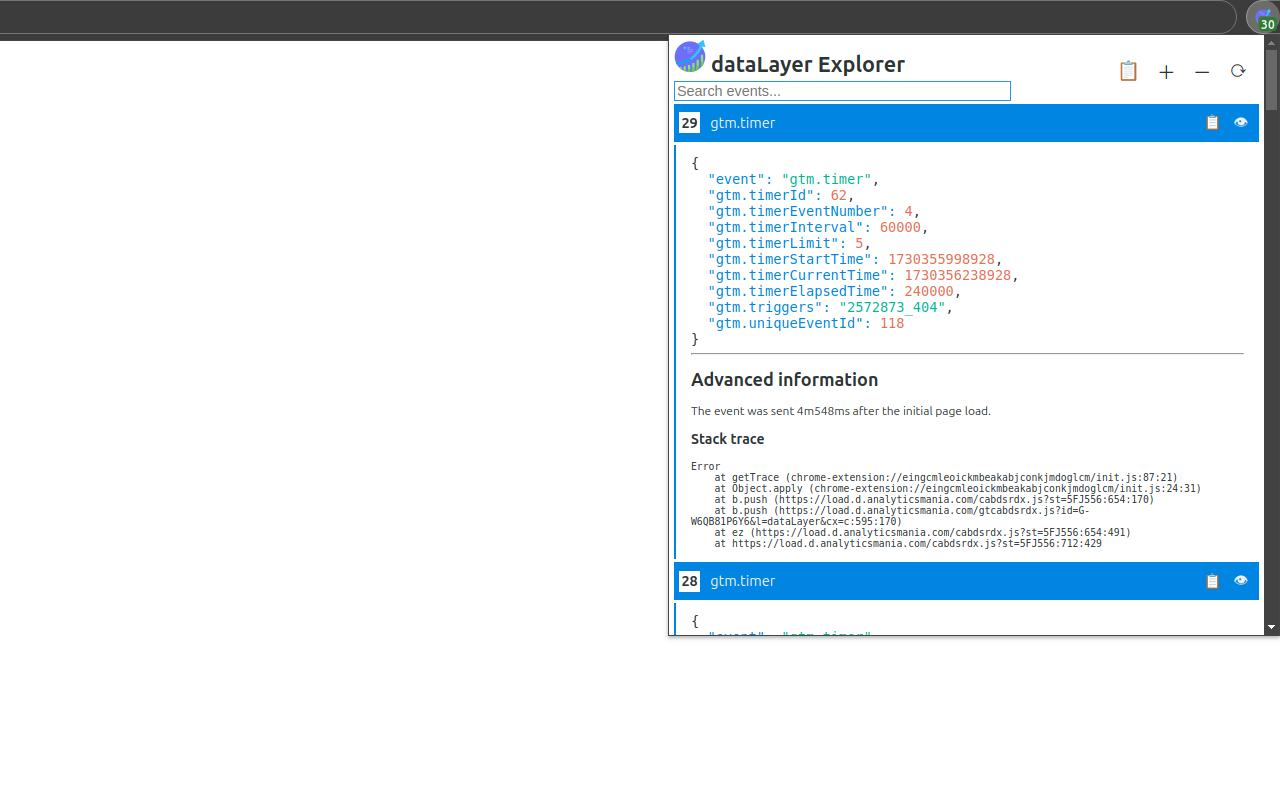 30
dataLayer Explorer
Search events...
29 gtm.timer
{
"event": "gtm.timer",
"gtm.timerId": 62,
"gtm.timerEventNumber": 4,
"gtm.timerInterval": 60000,
"gtm.timerLimit": 5,
"gtm.timerStartTime": 1730355998928,
"gtm.timerCurrentTime": 1730356238928,
"gtm.timerElapsedTime": 240000,
"gtm.triggers": "2572873_404",
"gtm.uniqueEventId": 118
}
Advanced information
The event was sent 4m548ms after the initial page load.
Stack trace
Error
at getTrace (chrome-extension://eingcmleoickmbeakabjconkjmdoglcm/init.js:87:21)
at Object.apply (chrome-extension://eingcmleoickmbeakabjconkjmdoglcm/init.js:24:31)
at b.push (https://load.d.analyticsmania.com/cabdsrdx.js?st=5FJ556:654:170)
at b.push (https://load.d.analyticsmania.com/gtcabdsrdx.js?id=G-
W6QB81P6Y6&l=dataLayer&cx=c:595:170)
at ez (https://load.d.analyticsmania.com/cabdsrdx.js?st=5FJ556:654:491)
at https://load.d.analyticsmania.com/cabdsrdx.js?st=5FJ556:712:429
28 gtm.timer
{
"event": "gtm.timer",